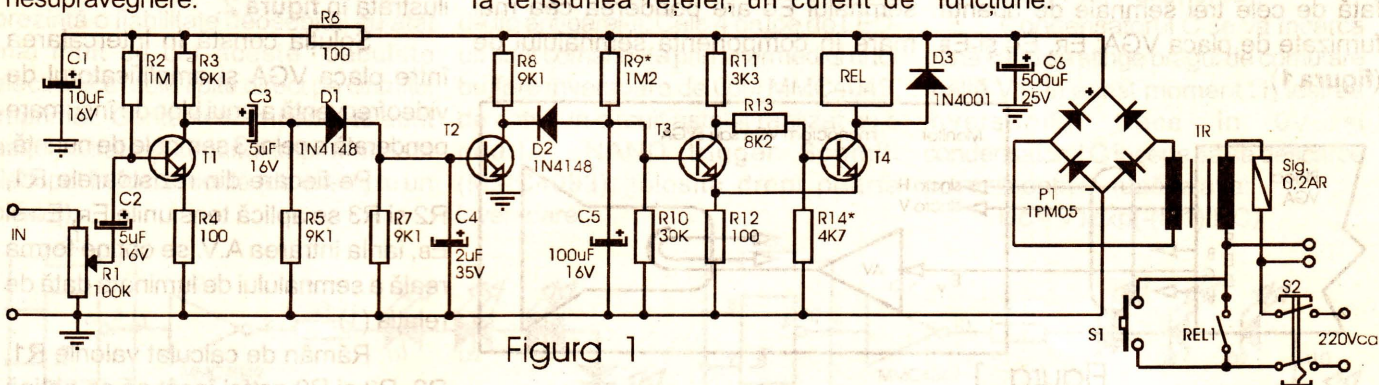 nesupraveghere.
la tensiunea rețelei, un curent de
funcțiune.
R6
100
C1
10uF
16V
R2
1M
R3
9K1
C3
5uF
16V
D1
1N4148
T1
C2
5uF
16V
IN
R1
100K
R4
100
R5
9K1
R7
9K1
C4
2uF
35V
T2
R8
9K1
D2
1N4148
R9*
1M2
R11
3K3
T3
R13
8K2
REL
D3
1N4001
T4
C5
100uF
16V
R10
30K
R12
100
R14*
4K7
C6
500uF
25V
P1
1PM05
TR
Sig.
0,2AR
S1
REL1
S2
220Vca
Figura 1